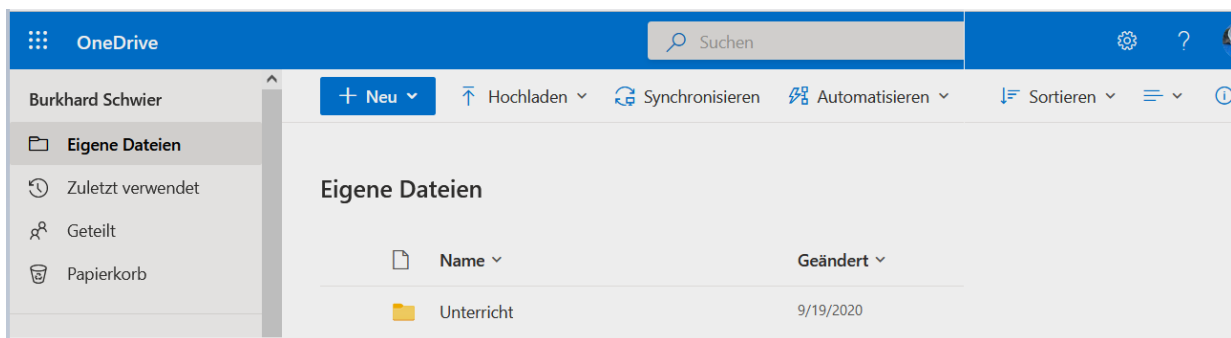 OneDrive
Suchen
?
Burkhard Schwier
Neu
Hochladen
Synchronisieren
Automatisieren
Sortieren
Eigene Dateien
Zuletzt verwendet
Geteilt
Papierkorb
Eigene Dateien
Name
Geändert
Unterricht
9/19/2020